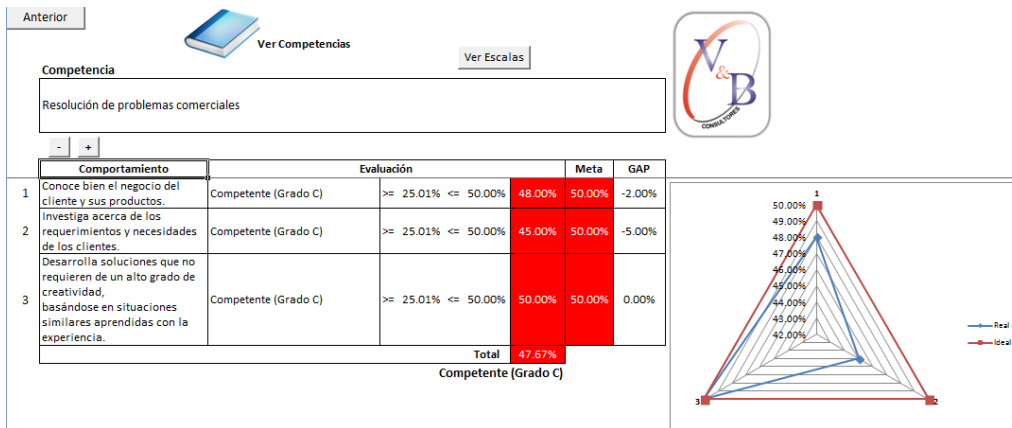 Anterior
Ver Competencias
Ver Escalas
V
&
B
CONSULTORES
Competencia
Resolución de problemas comerciales
- +
Comportamiento Evaluación Meta GAP
1 Conoce bien el negocio del
cliente y sus productos.
Competente (Grado C) >= 25.01% <= 50.00% 48.00% 50.00% -2.00%
2 Investiga acerca de los
requerimientos y necesidades
de los clientes.
Competente (Grado C) >= 25.01% <= 50.00% 45.00% 50.00% -5.00%
3 Desarrolla soluciones que no
requieren de un alto grado de
creatividad,
basándose en situaciones
similares aprendidas con la
experiencia.
Competente (Grado C) >= 25.01% <= 50.00% 50.00% 50.00% 0.00%
Total 47.67%
Competente (Grado C)
1
50.00%
49.00%
48.00%
47.00%
46.00%
45.00%
44.00%
43.00%
42.00%
3
2
Real
Ideal